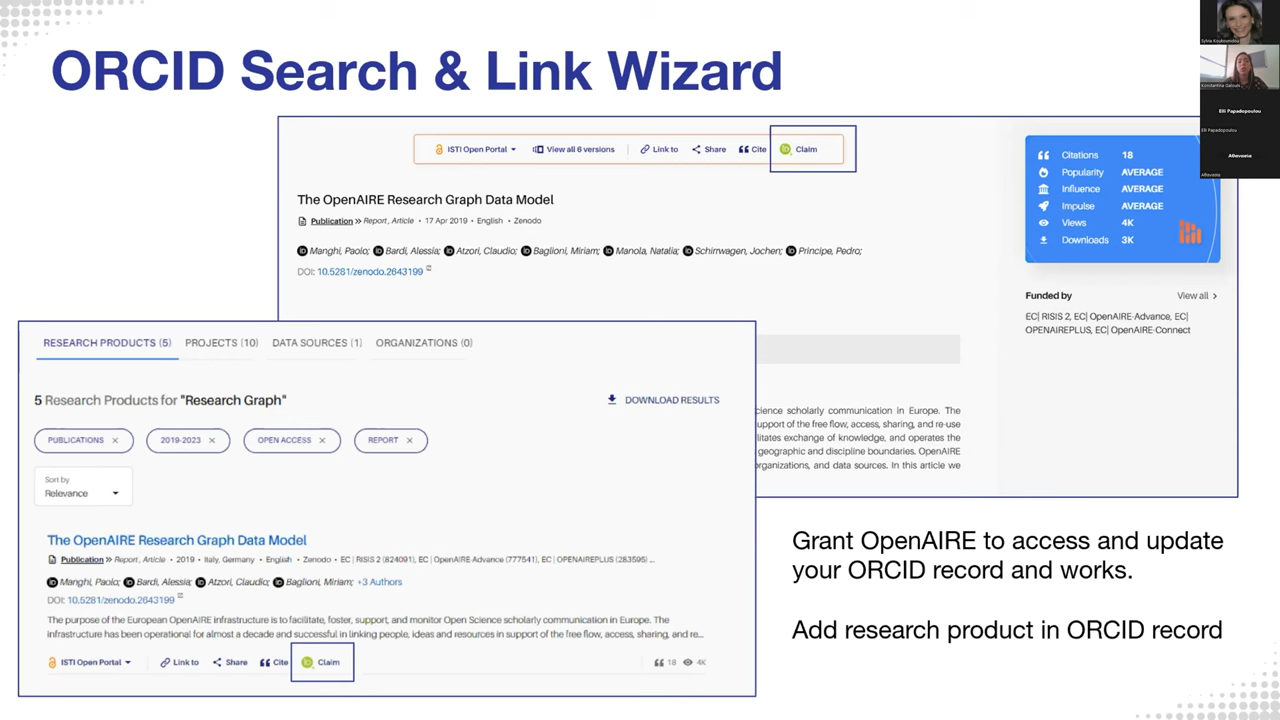 ORCID Search & Link Wizard
Sylvia Koukounidou
Konstantina Galouni
Elli Papadopoulou
Elli Papadopoulou
ISTI Open Portal
View all 6 versions
Link to
Share
Cite
Claim
The OpenAIRE Research Graph Data Model
Publication >> Report, Article • 17 Apr 2019 • English • Zenodo
Manghi, Paolo; Bardi, Alessia; Atzori, Claudio; Baglioni, Miriam; Manola, Natalia; Schirrwagen, Jochen; Principe, Pedro;
DOI: 10.5281/zenodo.2643199
Citations 18
Popularity AVERAGE
Influence AVERAGE
Impulse AVERAGE
Views 4K
Downloads 3K
Funded by View all >
EC| RISIS 2, EC| OpenAIRE-Advance, EC|
OPENAIREPLUS, EC| OpenAIRE-Connect
cience scholarly communication in Europe. The
upport of the free flow, access, sharing, and re-use
litates exchange of knowledge, and operates the
geographic and discipline boundaries. OpenAIRE
organizations, and data sources. In this article we
RESEARCH PRODUCTS (5) PROJECTS (10) DATA SOURCES (1) ORGANIZATIONS (0)
5 Research Products for "Research Graph"
DOWNLOAD RESULTS
PUBLICATIONS × 2019-2023 × OPEN ACCESS × REPORT ×
Sort by
Relevance
The OpenAIRE Research Graph Data Model
Publication >> Report, Article • 2019 • Italy, Germany • English • Zenodo • EC | RISIS 2 (824091), EC | OpenAIRE-Advance (777541), EC | OPENAIREPLUS (283595) ...
Manghi, Paolo; Bardi, Alessia; Atzori, Claudio; Baglioni, Miriam; +3 Authors
DOI: 10.5281/zenodo.2643199
The purpose of the European OpenAIRE infrastructure is to facilitate, foster, support, and monitor Open Science scholarly communication in Europe. The
infrastructure has been operational for almost a decade and successful in linking people, ideas and resources in support of the free flow, access, sharing, and re...
ISTI Open Portal Link to Share Cite Claim 18 4K
Grant OpenAIRE to access and update
your ORCID record and works.
Add research product in ORCID record